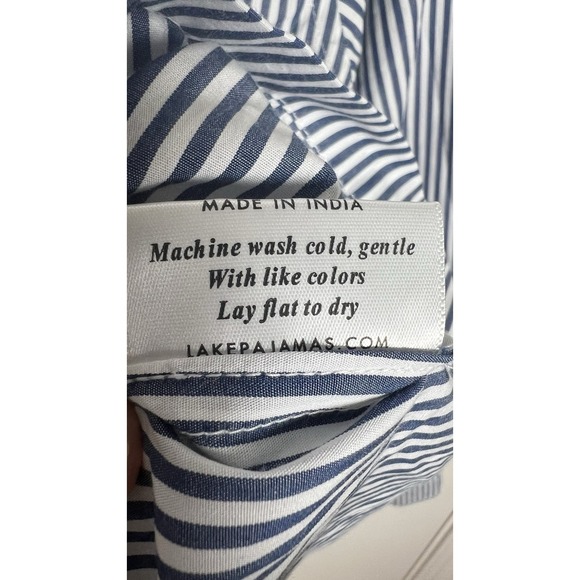 MADE IN INDIA
Machine wash cold, gentle
With like colors
Lay flat to dry
LAKEPAJAMAS.COM